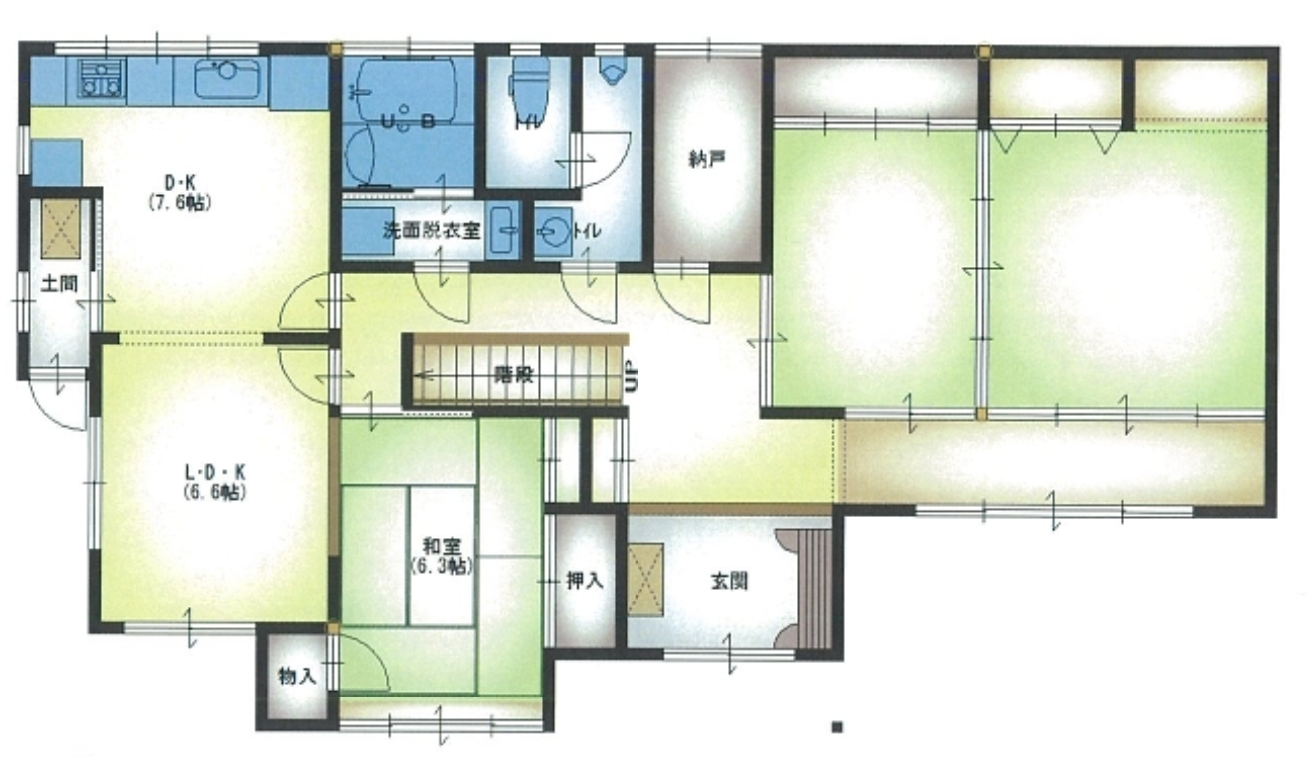 U B
トイレ
D・K
(7.6帖)
納戸
洗面脱衣室
トイレ
土間
階段
UP
L・D・K
(6.6帖)
和室
(6.3帖)
押入
玄関
物入